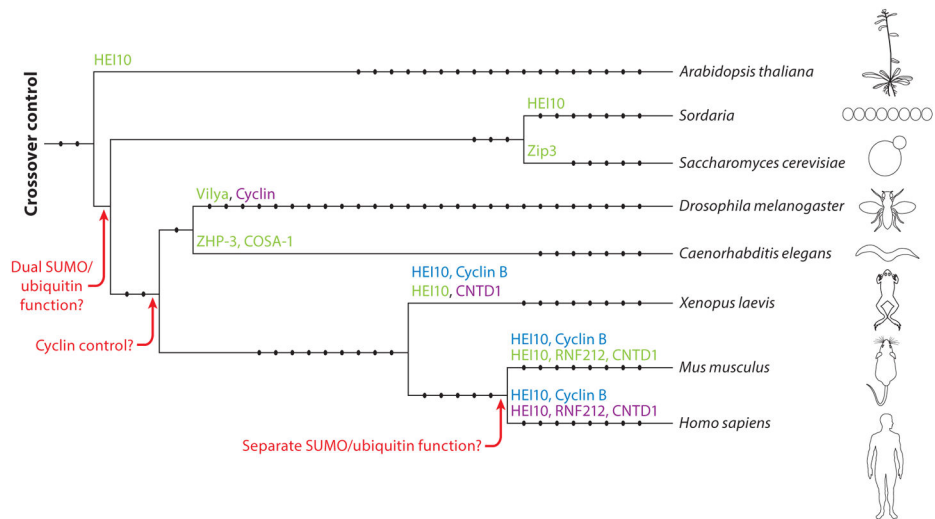 Crossover control
HEI10
Arabidopsis thaliana
HEI10
Sordaria
Zip3
Saccharomyces cerevisiae
Vilya, Cyclin
Drosophila melanogaster
ZHP-3, COSA-1
Caenorhabditis elegans
Dual SUMO/
ubiquitin
function?
HEI10, Cyclin B
HEI10, CNTD1
Xenopus laevis
Cyclin control?
HEI10, Cyclin B
HEI10, RNF212, CNTD1
Mus musculus
HEI10, Cyclin B
HEI10, RNF212, CNTD1
Homo sapiens
Separate SUMO/ubiquitin function?